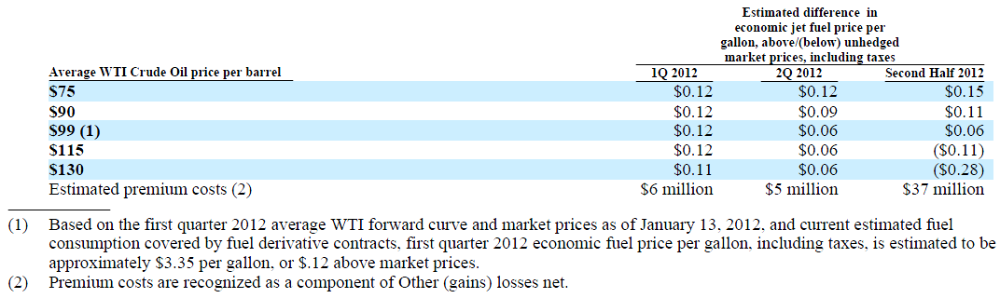 Estimated difference in
economic jet fuel price per
gallon, above/(below) unhedged
market prices, including taxes
Average WTI Crude Oil price per barrel 1Q 2012 2Q 2012 Second Half 2012
$75 $0.12 $0.12 $0.15
$90 $0.12 $0.09 $0.11
$99 (1) $0.12 $0.06 $0.06
$115 $0.12 $0.06 ($0.11)
$130 $0.11 $0.06 ($0.28)
Estimated premium costs (2) $6 million $5 million $37 million
(1) Based on the first quarter 2012 average WTI forward curve and market prices as of January 13, 2012, and current estimated fuel
consumption covered by fuel derivative contracts, first quarter 2012 economic fuel price per gallon, including taxes, is estimated to be
approximately $3.35 per gallon, or $.12 above market prices.
(2) Premium costs are recognized as a component of Other (gains) losses net.